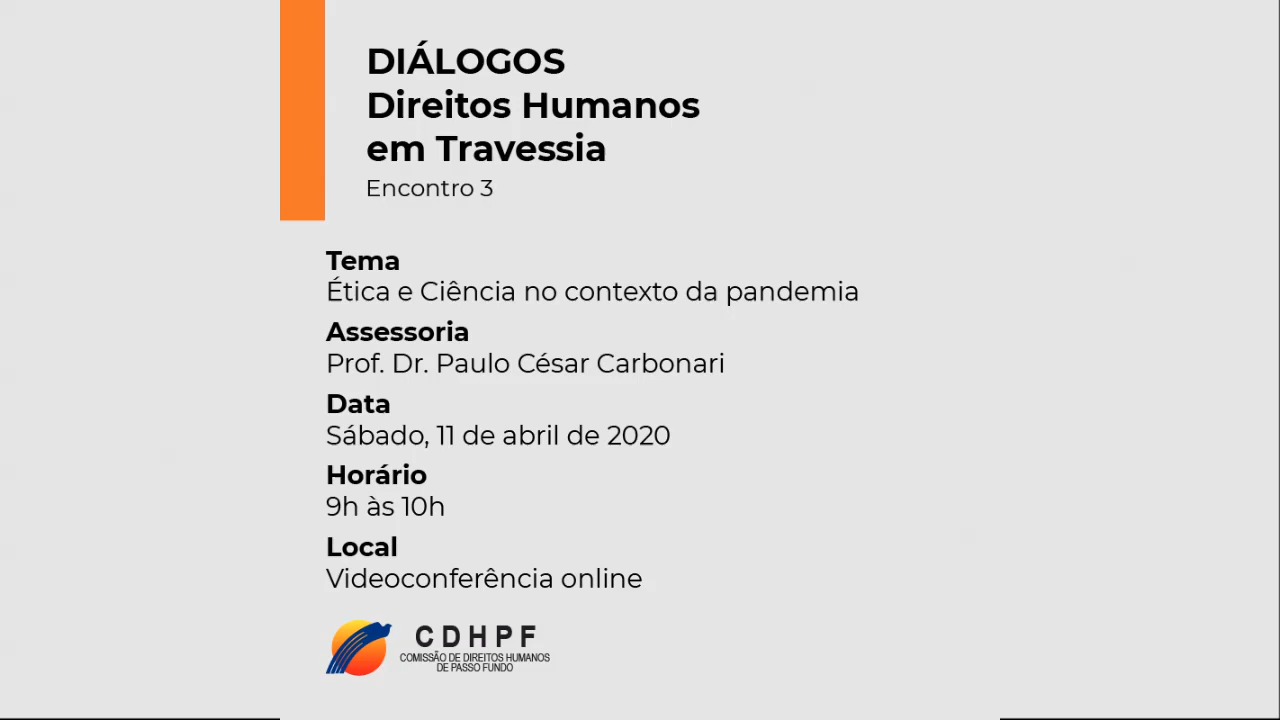 DIÁLOGOS
Direitos Humanos
em Travessia
Encontro 3
Tema
Ética e Ciência no contexto da pandemia
Assessoria
Prof. Dr. Paulo César Carbonari
Data
Sábado, 11 de abril de 2020
Horário
9h às 10h
Local
Videoconferência online
CDHPF
COMISSÃO DE DIREITOS HUMANOS
DE PASSO FUNDO